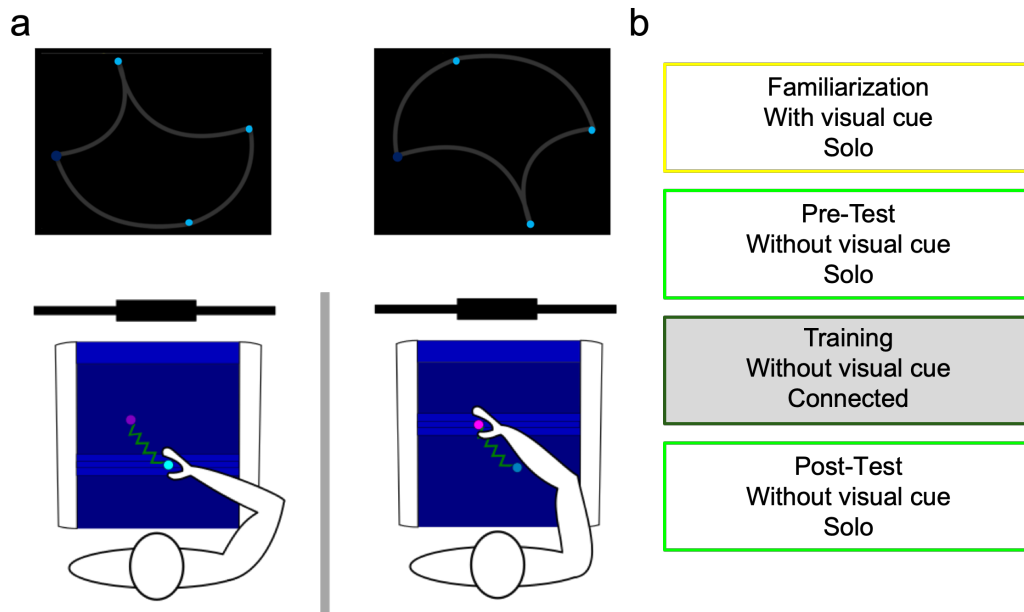 a
b
Familiarization
With visual cue
Solo
Pre-Test
Without visual cue
Solo
Training
Without visual cue
Connected
Post-Test
Without visual cue
Solo